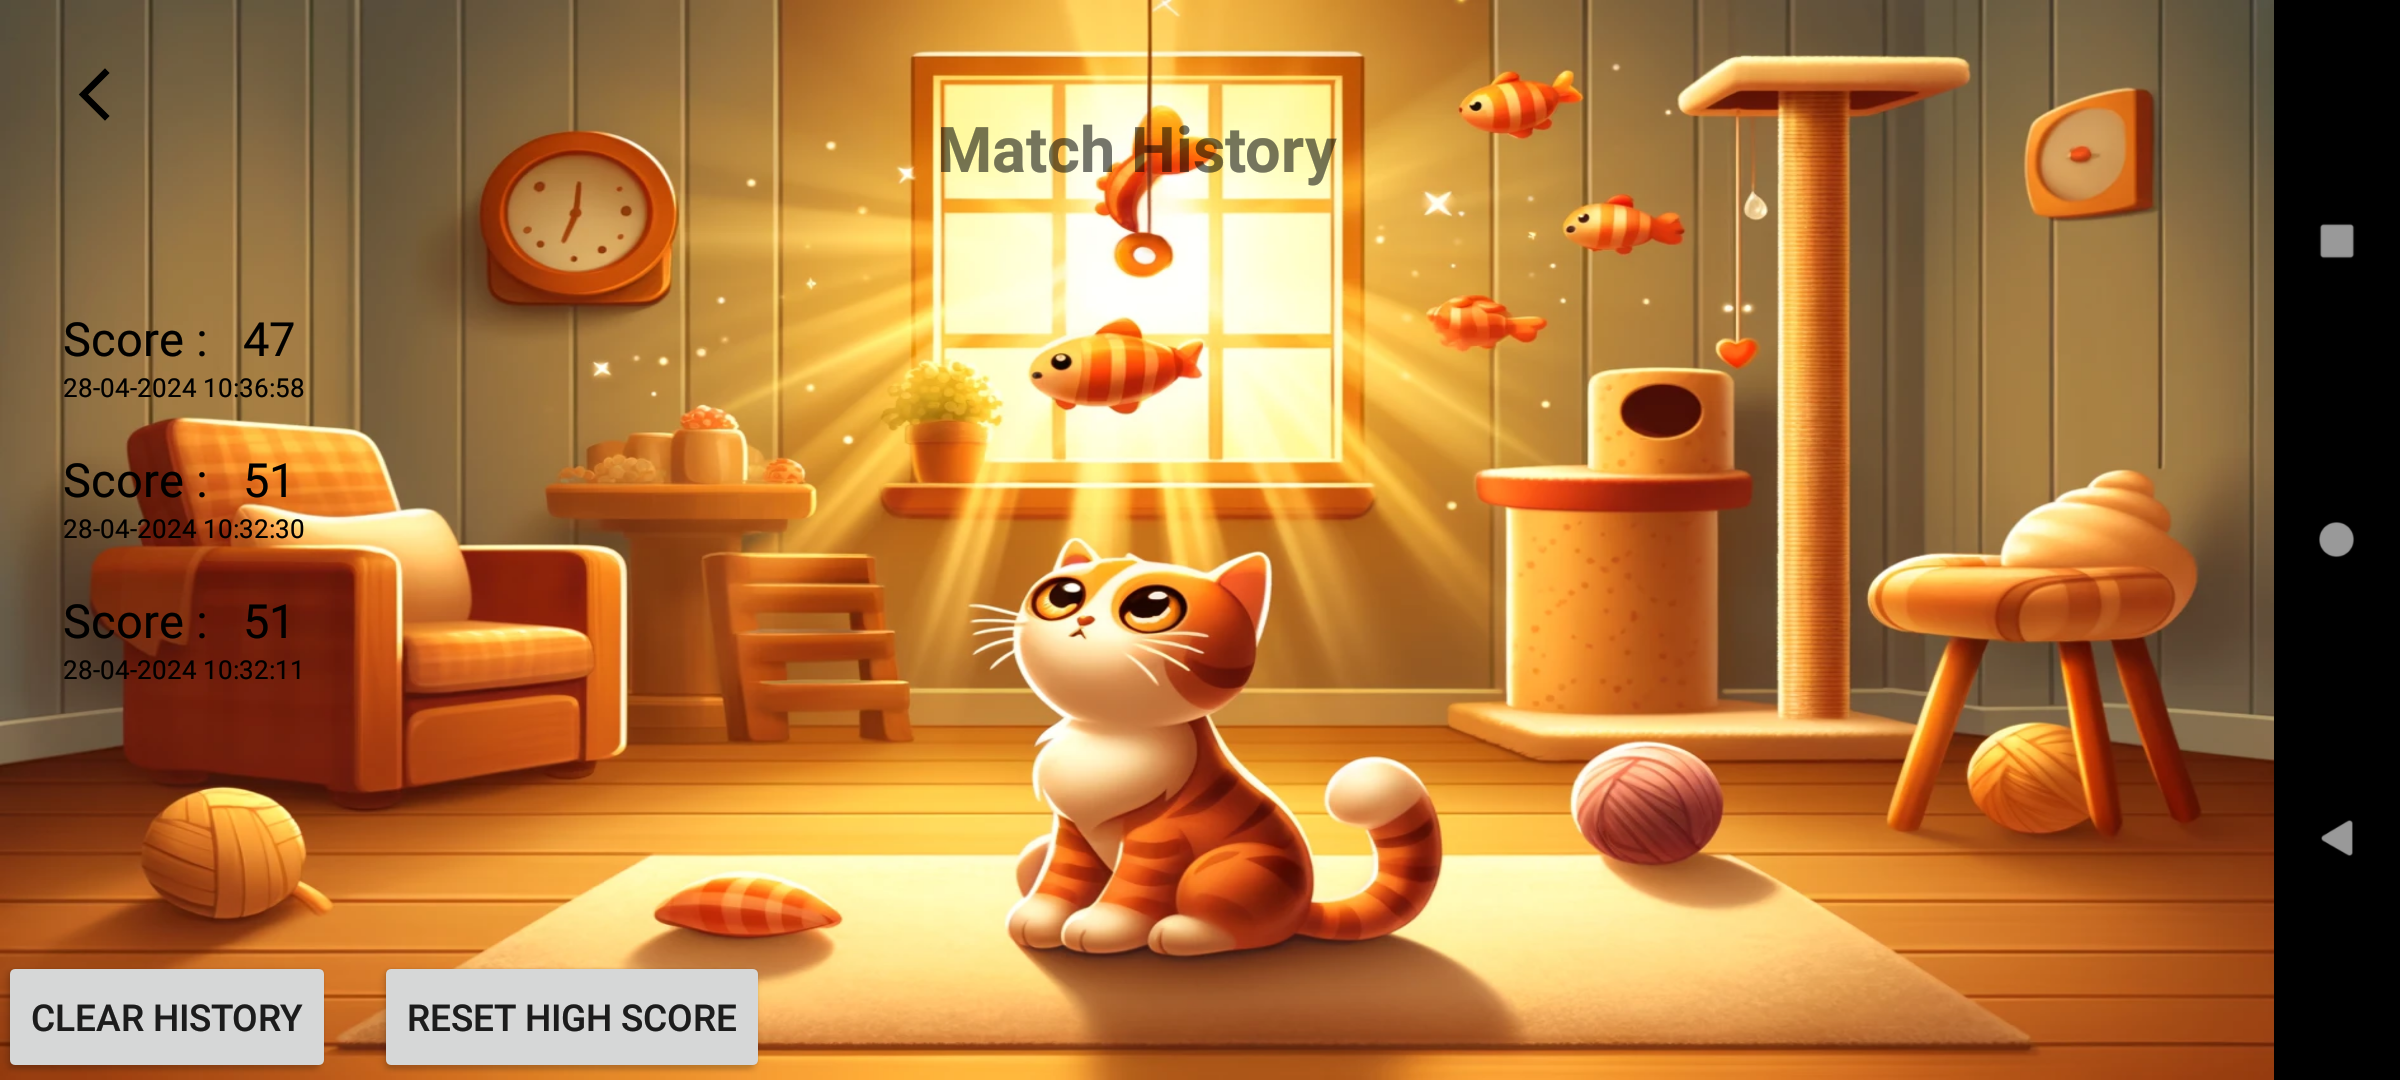 Match History
Score : 47
28-04-2024 10:36:58
Score : 51
28-04-2024 10:32:30
Score : 51
28-04-2024 10:32:11
CLEAR HISTORY
RESET HIGH SCORE